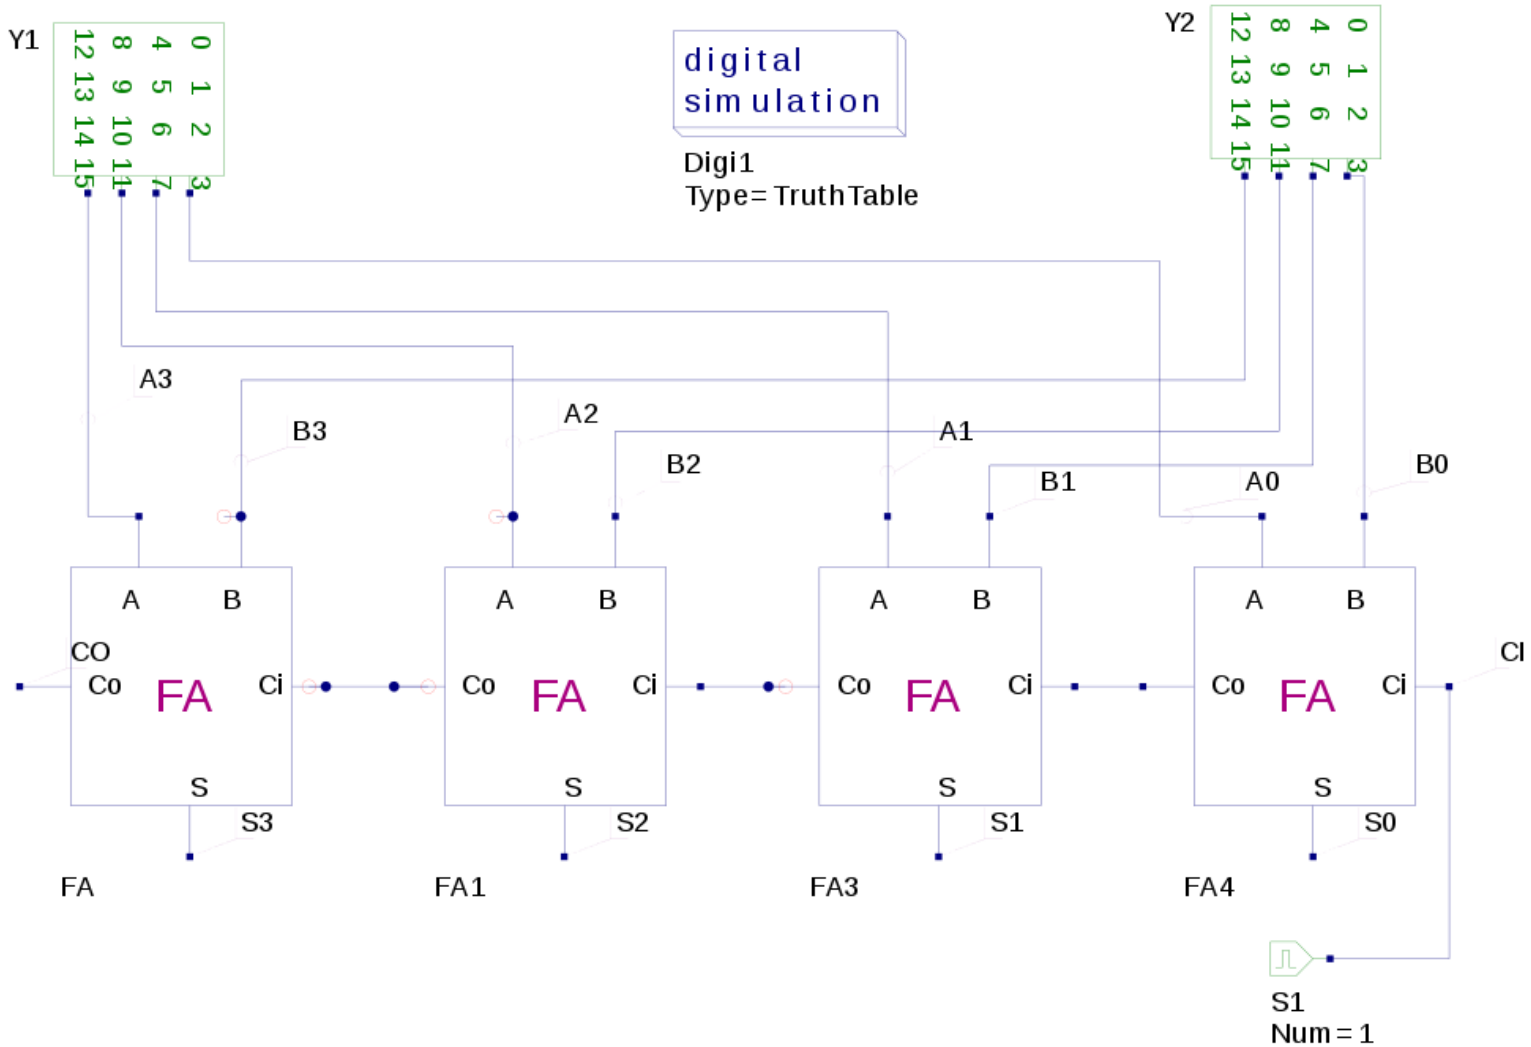 Y1
12 8 4 0
13 9 5 1
14 10 6 2
15 11 7 3
digital
simulation
Digi1
Type=TruthTable
Y2
12 8 4 0
13 9 5 1
14 10 6 2
15 11 7 3
A3
B3
A2
B2
A1
B1
A0
B0
A B
A B
A B
A B
CO
CI
Co FA Ci
Co FA Ci
Co FA Ci
Co FA Ci
S
S
S
S
S3
S2
S1
S0
FA
FA1
FA3
FA4
S1
Num=1